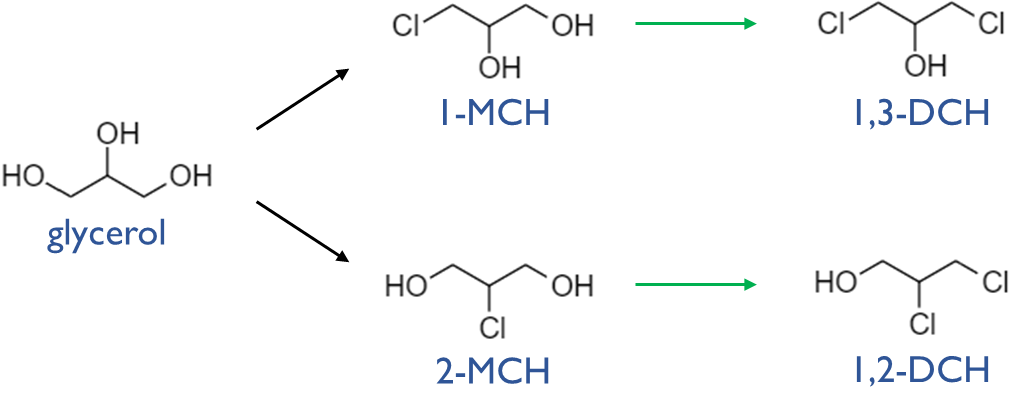 Cl
OH
OH
1-MCH
Cl
Cl
OH
1,3-DCH
OH
HO
OH
glycerol
HO
OH
Cl
2-MCH
HO
Cl
Cl
1,2-DCH